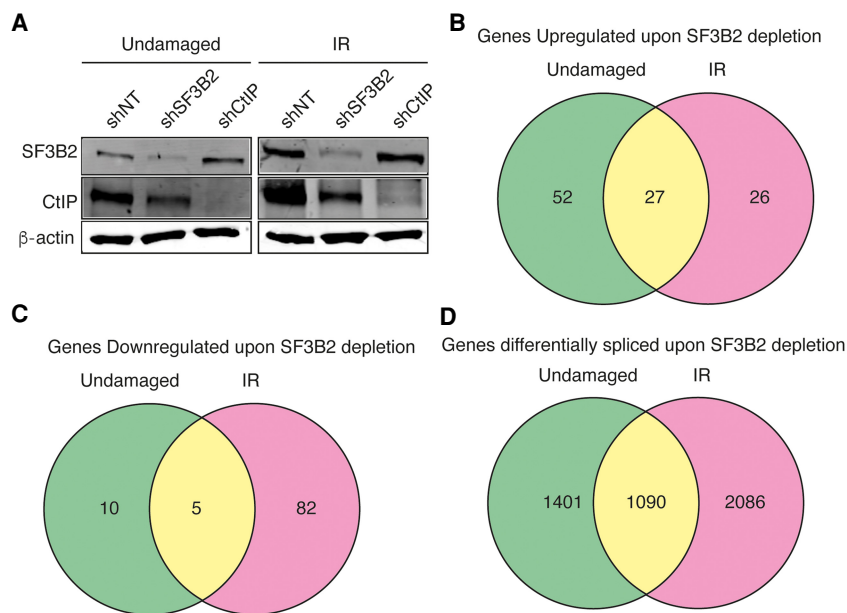 A
Undamaged IR
shNT shSF3B2 shCtIP shNT shSF3B2 shCtIP
SF3B2
CtIP
β-actin
B
Genes Upregulated upon SF3B2 depletion
Undamaged IR
52 27 26
C
Genes Downregulated upon SF3B2 depletion
Undamaged IR
10 5 82
D
Genes differentially spliced upon SF3B2 depletion
Undamaged IR
1401 1090 2086